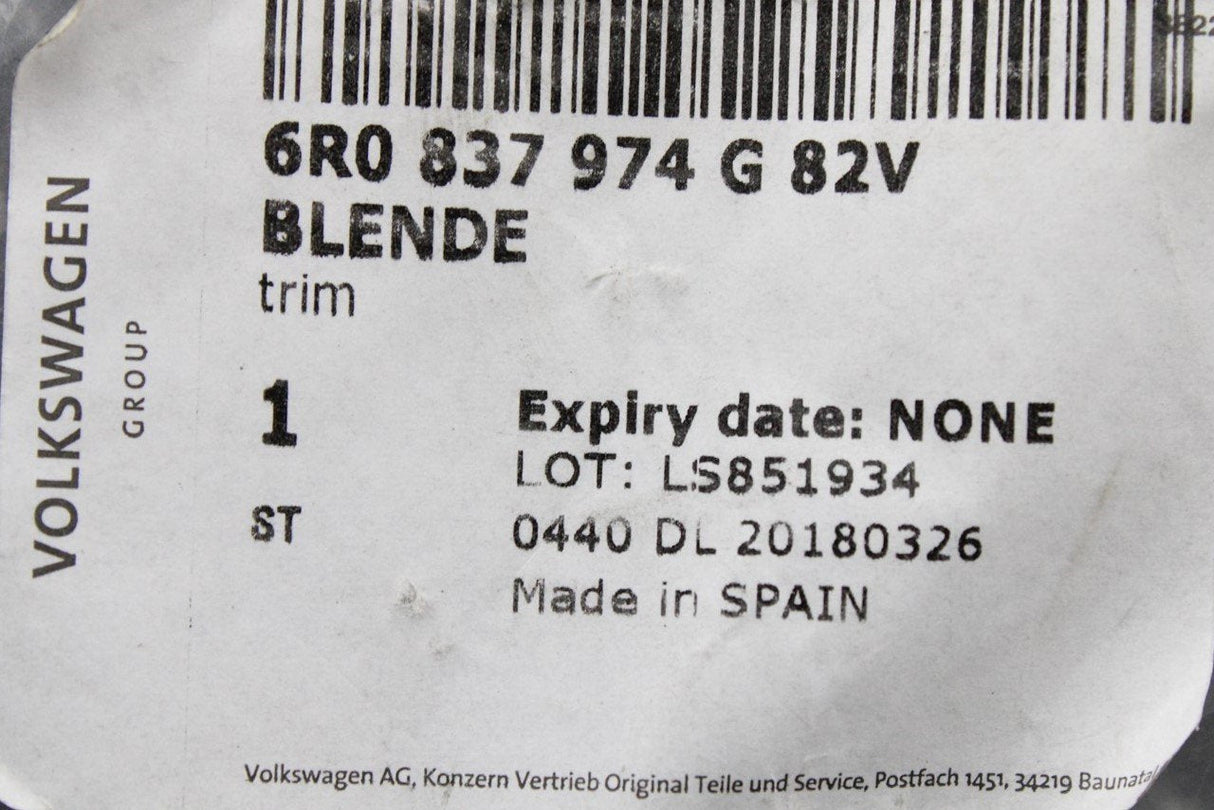 6R0 837 974 G 82V
BLENDE
trim
1
Expiry date: NONE
LOT: LS851934
ST
0440 DL 20180326
Made in SPAIN
VOLKSWAGEN
GROUP
Volkswagen AG, Konzern Vertrieb Original Teile und Service, Postfach 1451, 34219 Baunatal